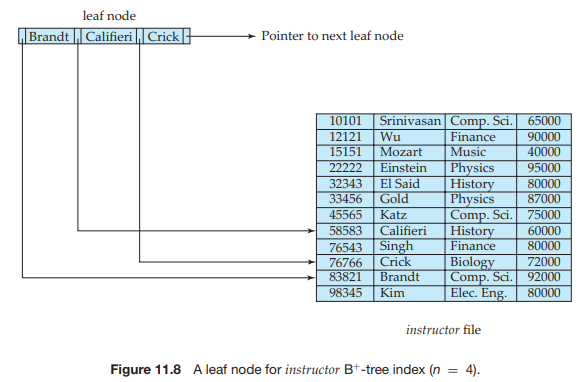 leaf node
Brandt Califieri Crick Pointer to next leaf node
10101 Srinivasan Comp. Sci. 65000
12121 Wu Finance 90000
15151 Mozart Music 40000
22222 Einstein Physics 95000
32343 El Said History 80000
33456 Gold Physics 87000
45565 Katz Comp. Sci. 75000
58583 Califieri History 60000
76543 Singh Finance 80000
76766 Crick Biology 72000
83821 Brandt Comp. Sci. 92000
98345 Kim Elec. Eng. 80000
instructor file
Figure 11.8 A leaf node for instructor B⁺-tree index (n = 4).